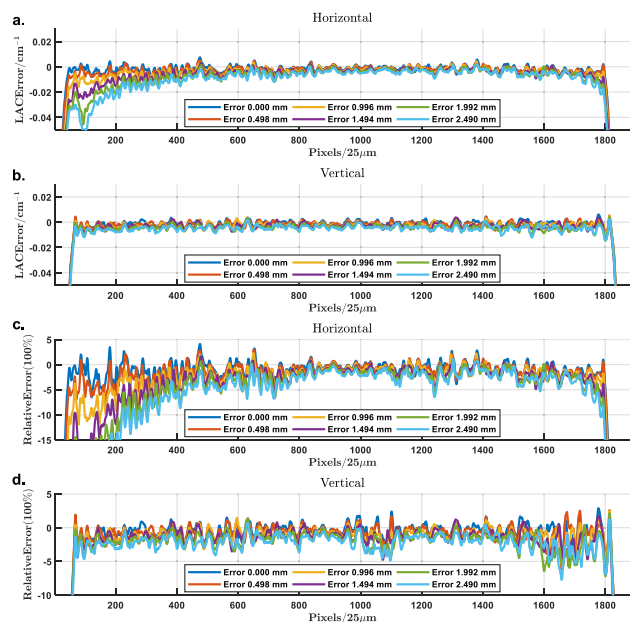 a.
Horizontal
LACError/cm⁻¹
0.02
0
-0.02
-0.04
Error 0.000 mm Error 0.996 mm Error 1.992 mm
Error 0.498 mm Error 1.494 mm Error 2.490 mm
200 400 600 800 1000 1200 1400 1600 1800
Pixels/25μm
b.
Vertical
LACError/cm⁻¹
0.02
0
-0.02
-0.04
Error 0.000 mm Error 0.996 mm Error 1.992 mm
Error 0.498 mm Error 1.494 mm Error 2.490 mm
200 400 600 800 1000 1200 1400 1600 1800
Pixels/25μm
c.
Horizontal
RelativeError(100%)
5
0
-5
-10
-15
Error 0.000 mm Error 0.996 mm Error 1.992 mm
Error 0.498 mm Error 1.494 mm Error 2.490 mm
200 400 600 800 1000 1200 1400 1600 1800
Pixels/25μm
d.
Vertical
RelativeError(100%)
5
0
-5
-10
Error 0.000 mm Error 0.996 mm Error 1.992 mm
Error 0.498 mm Error 1.494 mm Error 2.490 mm
200 400 600 800 1000 1200 1400 1600 1800
Pixels/25μm